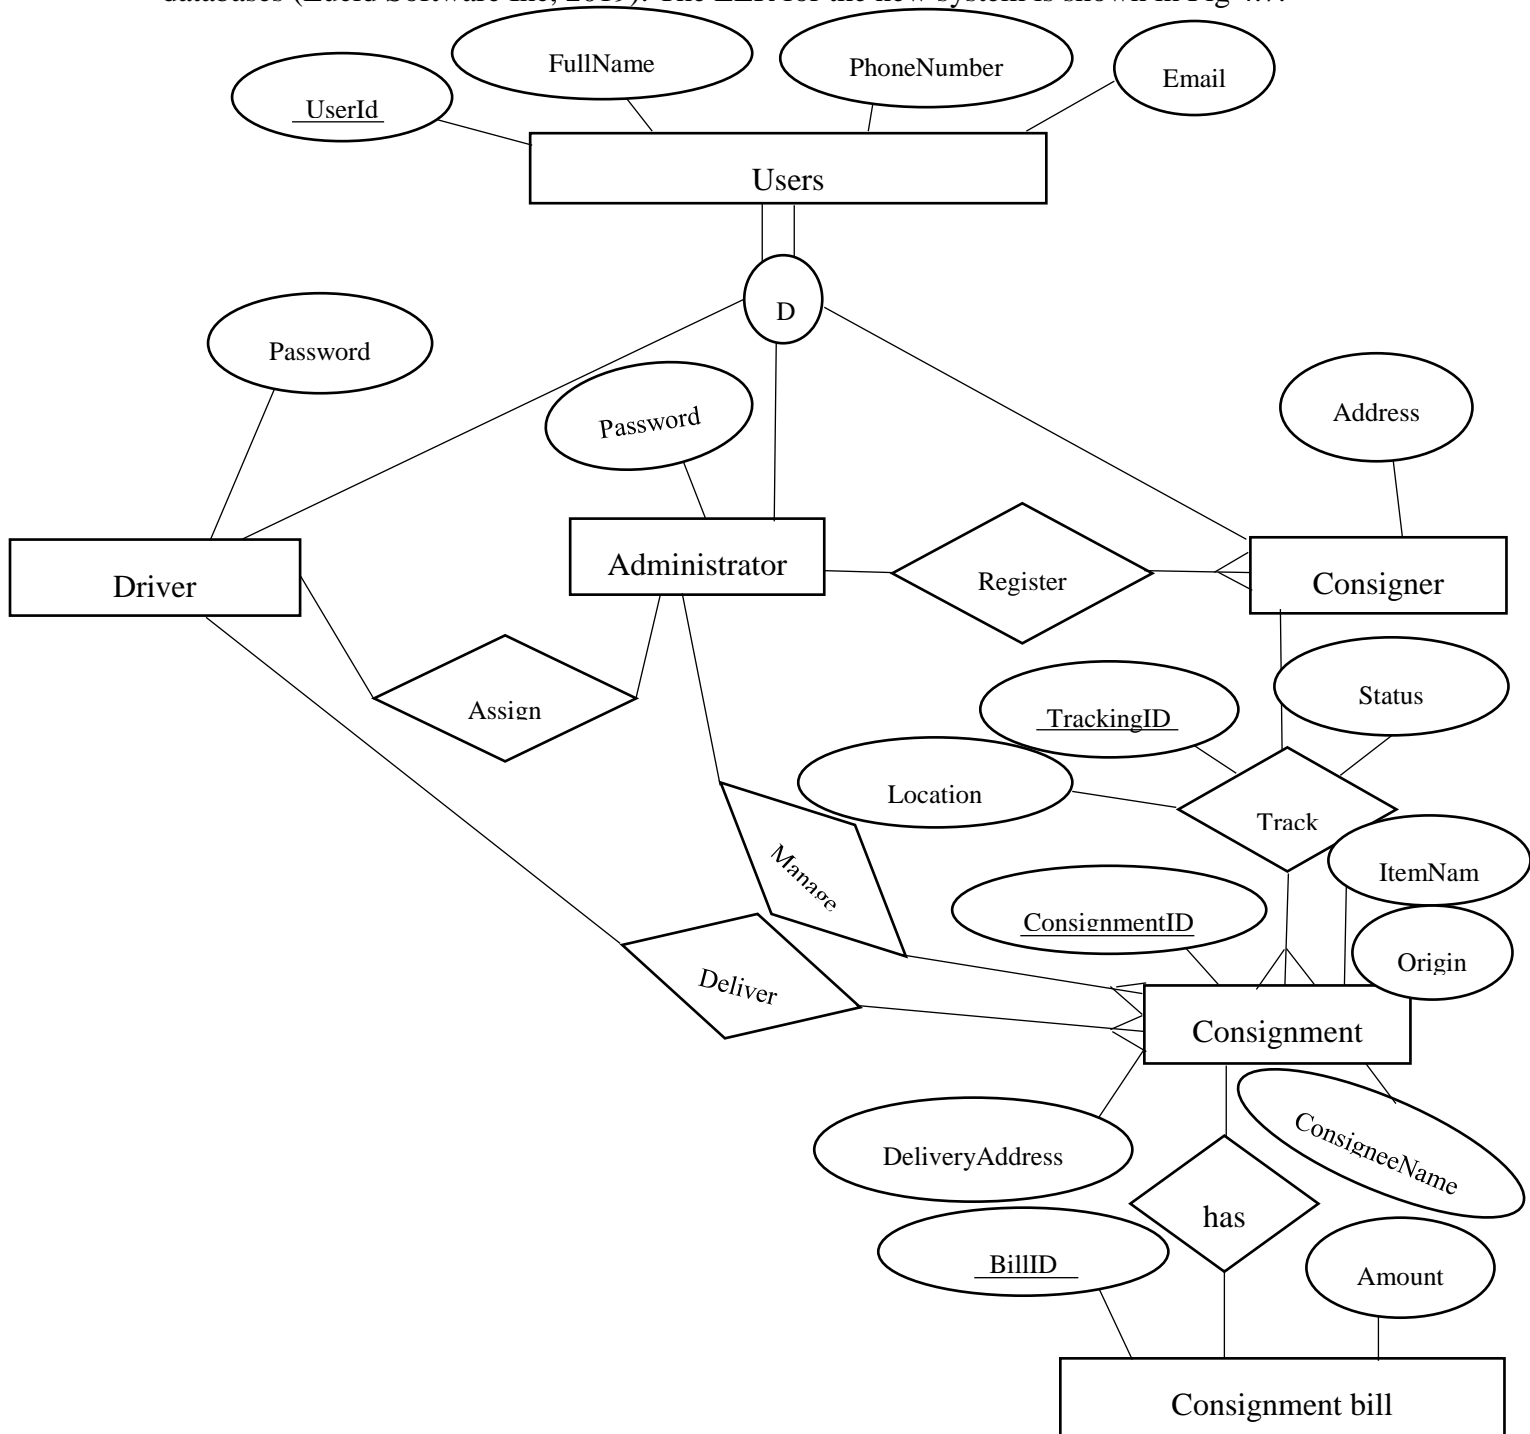 FullName
PhoneNumber
Email
UserId
Users
D
Password
Password
Address
Administrator
Register
Consigner
Driver
Assign
TrackingID
Status
Location
Track
Manage
ItemNam
ConsignmentID
Origin
Deliver
Consignment
ConsigneeName
DeliveryAddress
has
BillID
Amount
Consignment bill